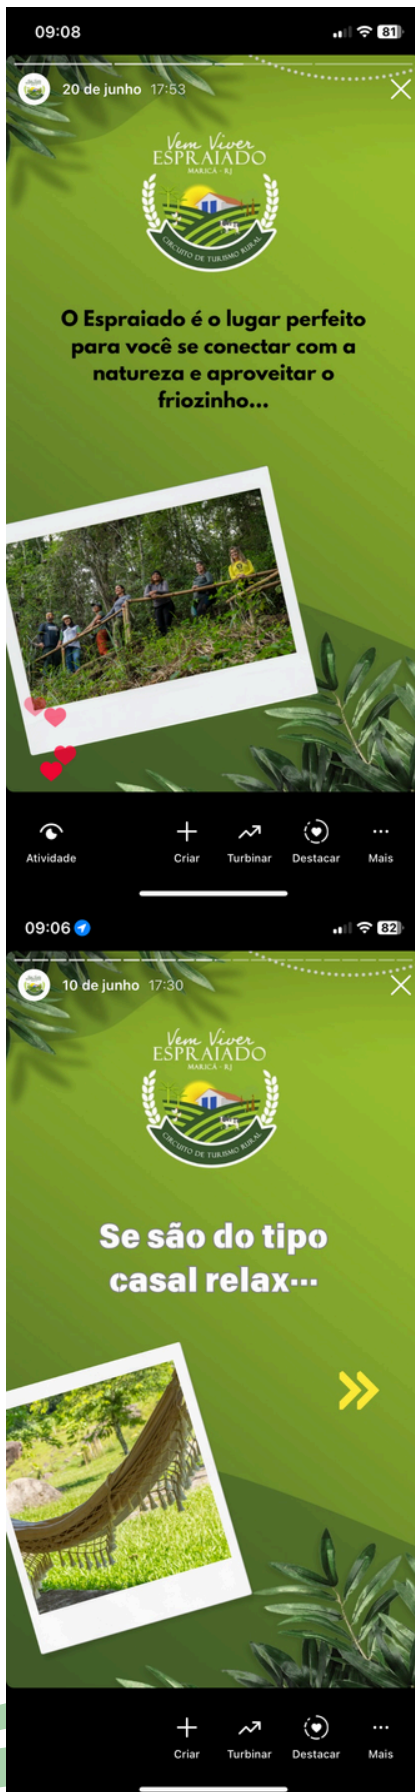 09:08
81
20 de junho 17:53
Vem Viver
ESPRAIADO
MARICÁ - RJ
CIRCUITO DE TURISMO RURAL
O Espraiado é o lugar perfeito
para você se conectar com a
natureza e aproveitar o
friozinho...
Atividade
Criar
Turbinar
Destacar
Mais
09:06
82
10 de junho 17:30
Vem Viver
ESPRAIADO
MARICÁ - RJ
CIRCUITO DE TURISMO RURAL
Se são do tipo
casal relax...
Criar
Turbinar
Destacar
Mais